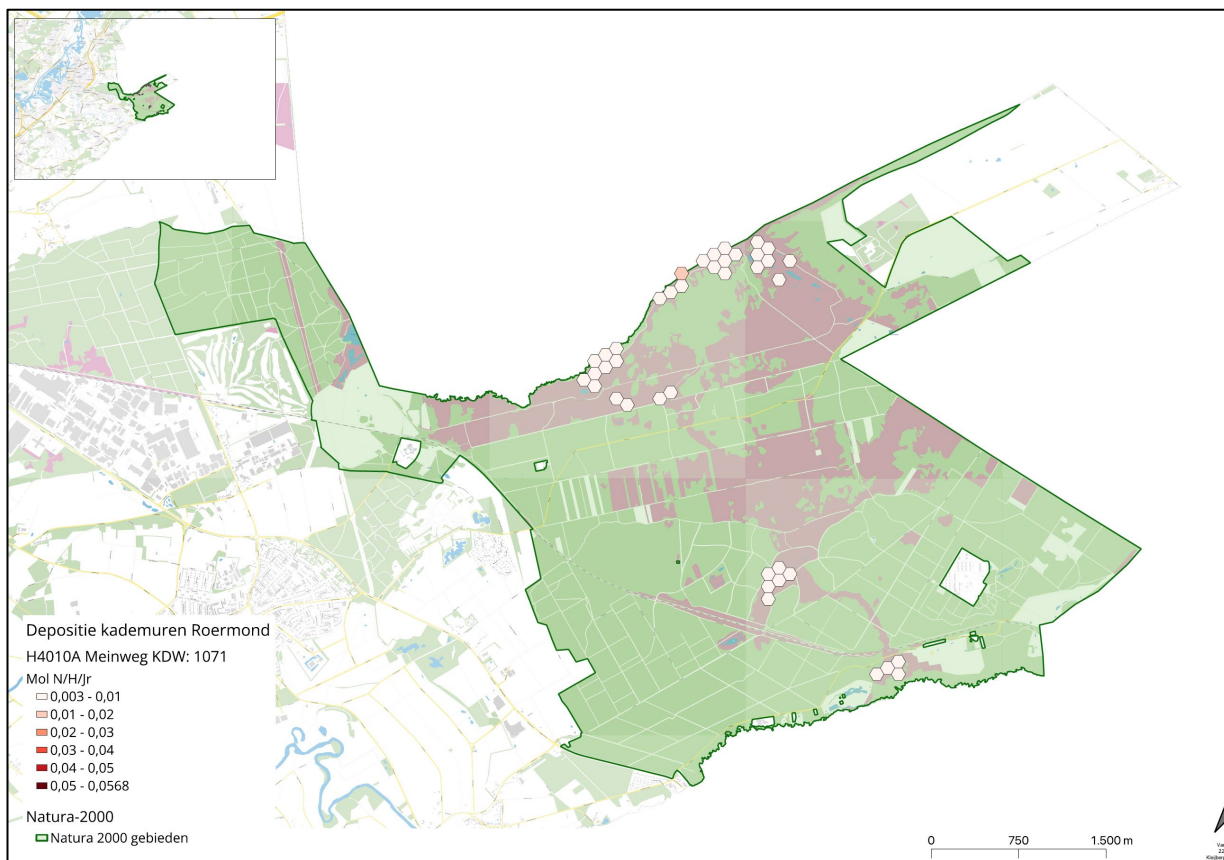 Depositie kademuren Roermond
H4010A Meinweg KDW: 1071
Mol N/H/Jr
0,003 - 0,01
0,01 - 0,02
0,02 - 0,03
0,03 - 0,04
0,04 - 0,05
0,05 - 0,0568
Natura-2000
Natura 2000 gebieden
0 750 1.500 m